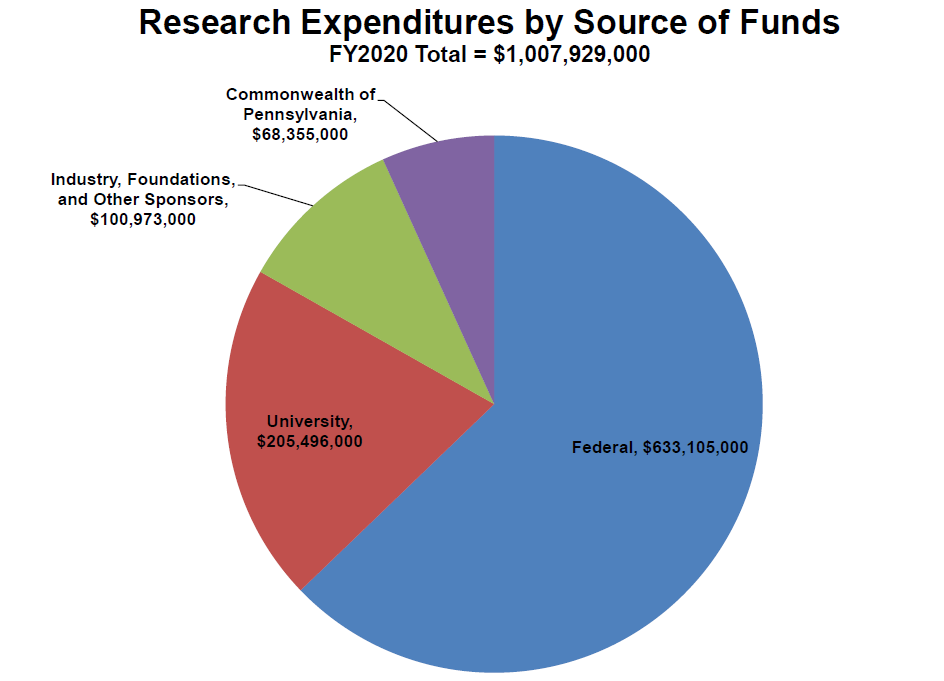 Research Expenditures by Source of Funds
FY2020 Total = $1,007,929,000
Commonwealth of
Pennsylvania,
$68,355,000
Industry, Foundations,
and Other Sponsors,
$100,973,000
University,
$205,496,000
Federal, $633,105,000